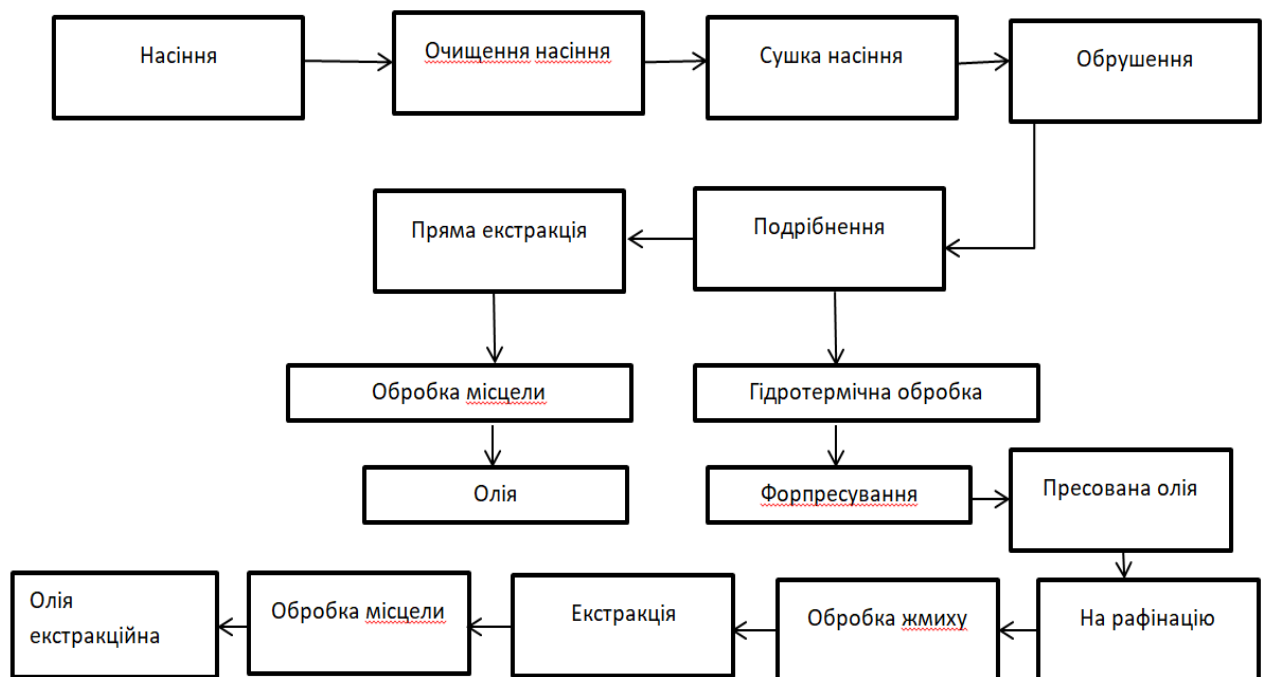 Насіння
Очищення насіння
Сушка насіння
Обрушення
Пряма екстракція
Подрібнення
Обробка місцели
Гідротермічна обробка
Олія
Форпресування
Пресована олія
Олія
екстракційна
Обробка місцели
Екстракція
Обробка жмиху
На рафінацію